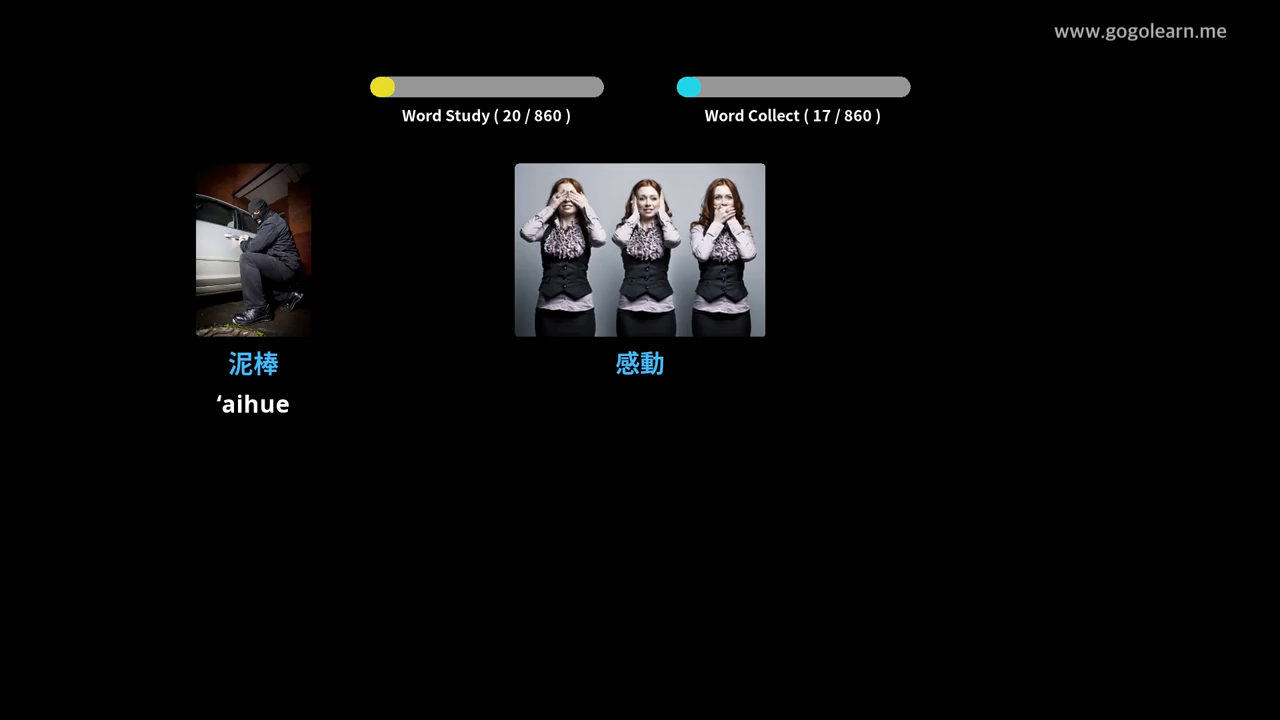 www.gogolearn.me
Word Study ( 20 / 860 )
Word Collect ( 17 / 860 )
泥棒
‘aihue
感動